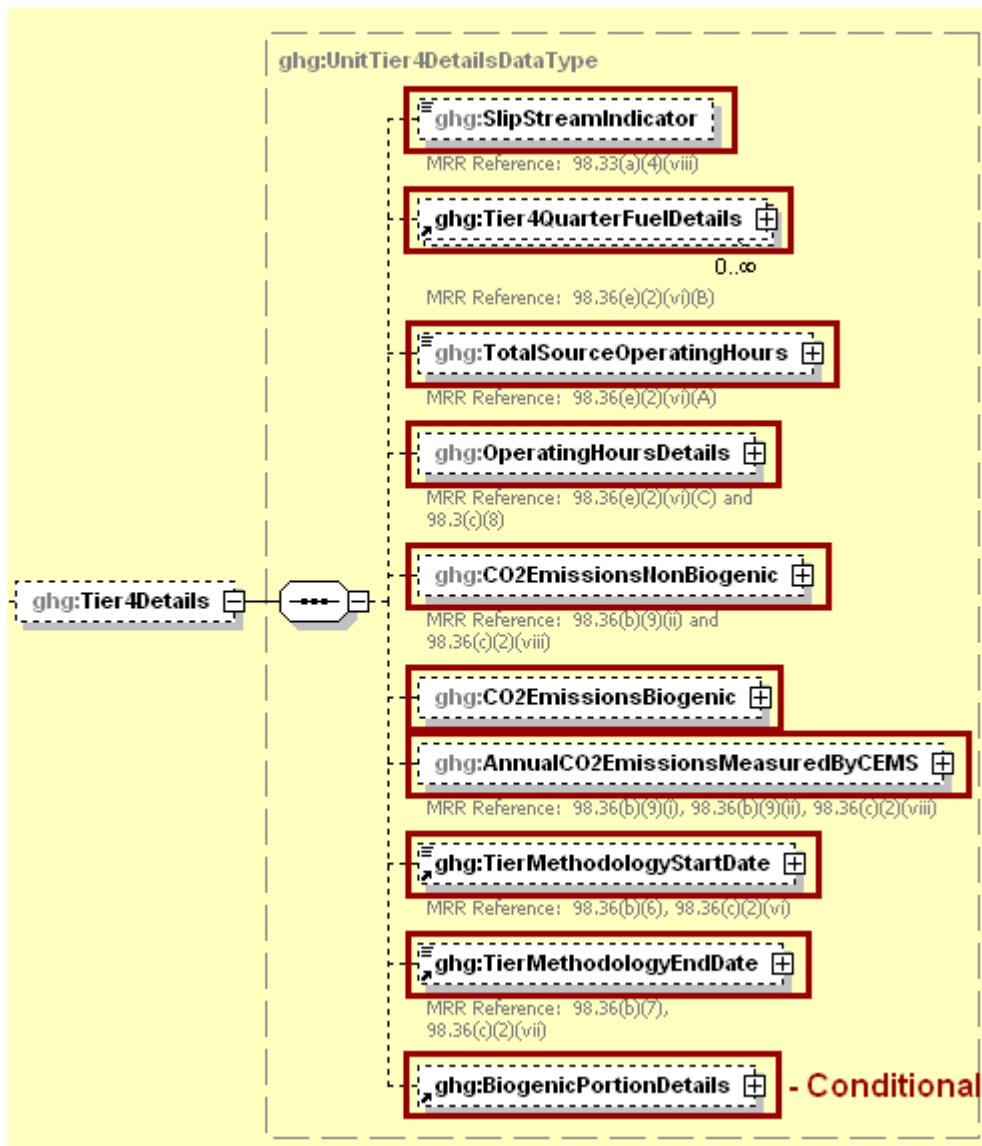 ghg:UnitTier4DetailsDataType
ghg:SlipStreamIndicator
MRR Reference: 98.33(a)(4)(viii)
ghg:Tier4QuarterFuelDetails
0..∞
MRR Reference: 98.36(e)(2)(vi)(B)
ghg:TotalSourceOperatingHours
MRR Reference: 98.36(e)(2)(vi)(A)
ghg:OperatingHoursDetails
MRR Reference: 98.36(e)(2)(vi)(C) and
98.3(c)(8)
ghg:CO2EmissionsNonBiogenic
ghg:Tier4Details
MRR Reference: 98.36(b)(9)(ii) and
98.36(c)(2)(viii)
ghg:CO2EmissionsBiogenic
ghg:AnnualCO2EmissionsMeasuredByCEMS
MRR Reference: 98.36(b)(9)(i), 98.36(b)(9)(ii), 98.36(c)(2)(viii)
ghg:TierMethodologyStartDate
MRR Reference: 98.36(b)(6), 98.36(c)(2)(vi)
ghg:TierMethodologyEndDate
MRR Reference: 98.36(b)(7),
98.36(c)(2)(vii)
ghg:BiogenicPortionDetails - Conditional